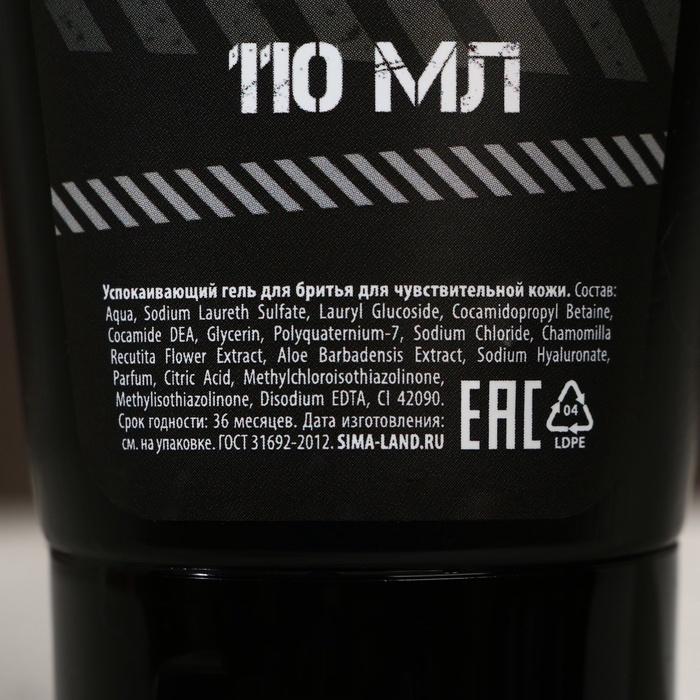 110 МЛ
Успокаивающий гель для бритья для чувствительной кожи. Состав:
Aqua, Sodium Laureth Sulfate, Lauryl Glucoside, Cocamidopropyl Betaine,
Cocamide DEA, Glycerin, Polyquaternium-7, Sodium Chloride, Chamomilla
Recutita Flower Extract, Aloe Barbadensis Extract, Sodium Hyaluronate,
Parfum, Citric Acid, Methylchloroisothiazolinone,
Methylisothiazolinone, Disodium EDTA, CI 42090.
Срок годности: 36 месяцев. Дата изготовления:
см. на упаковке. ГОСТ 31692-2012. SIMA-LAND.RU
EAC
04
LDPE